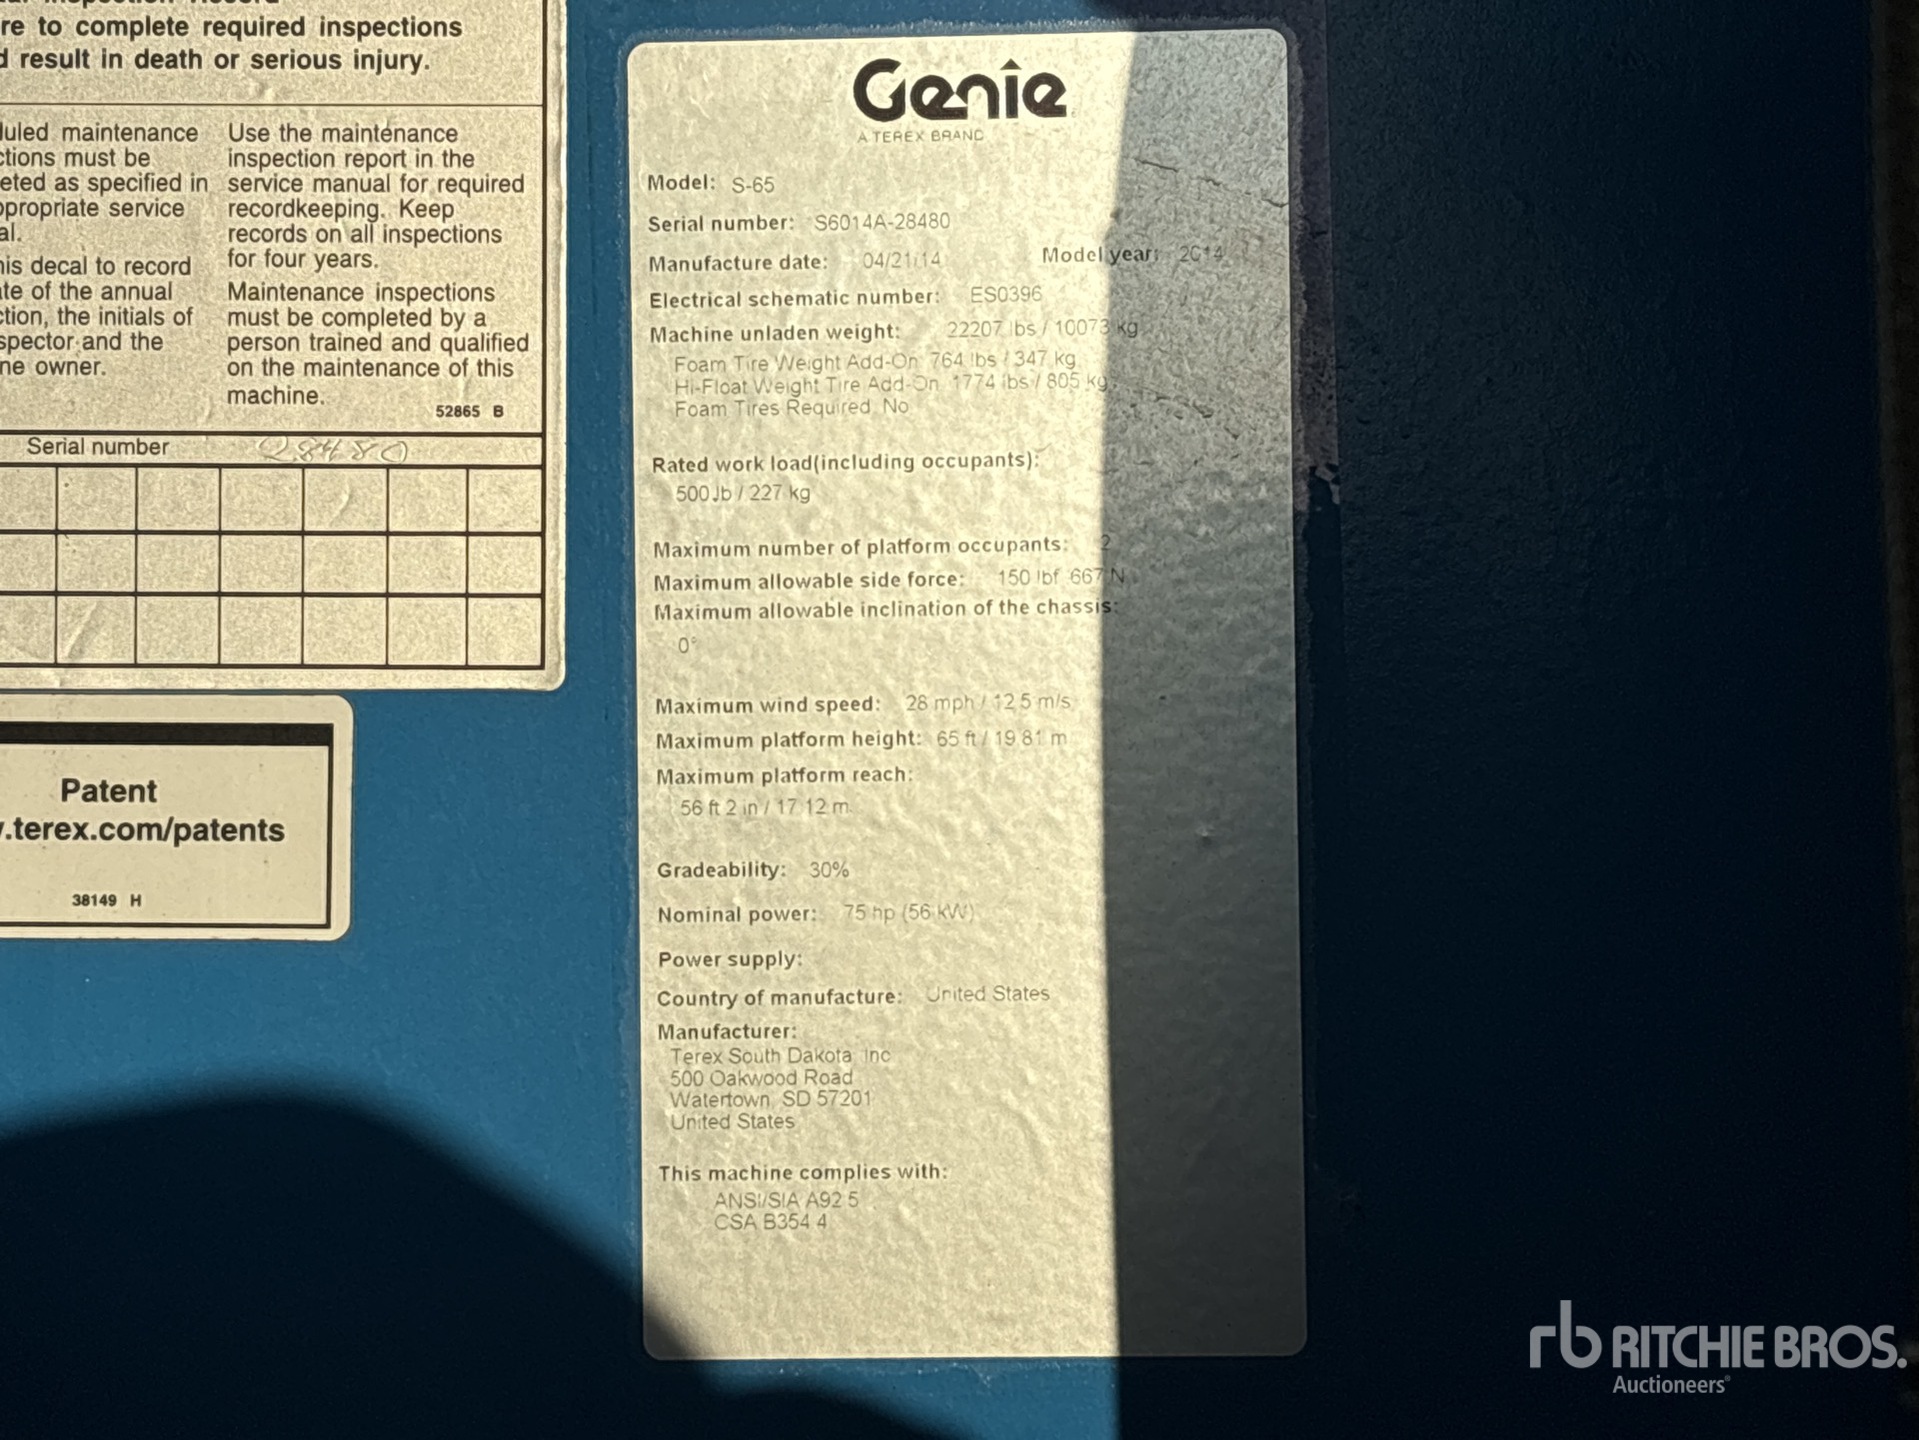 re to complete required inspections
d result in death or serious injury.
uled maintenance
ctions must be
eted as specified in
ppropriate service
al.
his decal to record
ate of the annual
ction, the initials of
spector and the
ne owner.
Use the maintenance
inspection report in the
service manual for required
recordkeeping. Keep
records on all inspections
for four years.
Maintenance inspections
must be completed by a
person trained and qualified
on the maintenance of this
machine.
52865 B
Serial number 28480
Patent
.terex.com/patents
38149 H
Genie
A TEREX BRAND
Model: S-65
Serial number: S6014A-28480
Manufacture date: 04/21/14 Model year: 2014
Electrical schematic number: ES0396
Machine unladen weight: 22207 lbs / 10073 kg
Foam Tire Weight Add-On 764 lbs / 347 kg
Hi-Float Weight Tire Add-On 1774 lbs / 805 kg
Foam Tires Required No
Rated work load(including occupants):
500 lb / 227 kg
Maximum number of platform occupants: 2
Maximum allowable side force: 150 lbf 667 N
Maximum allowable inclination of the chassis:
0°
Maximum wind speed: 28 mph / 12.5 m/s
Maximum platform height: 65 ft / 19.81 m
Maximum platform reach:
56 ft 2 in / 17.12 m
Gradeability: 30%
Nominal power: 75 hp (56 kW)
Power supply:
Country of manufacture: United States
Manufacturer:
Terex South Dakota, Inc
500 Oakwood Road
Watertown, SD 57201
United States
This machine complies with:
ANSI/SIA A92.5
CSA B354.4
rb RITCHIE BROS.
Auctioneers